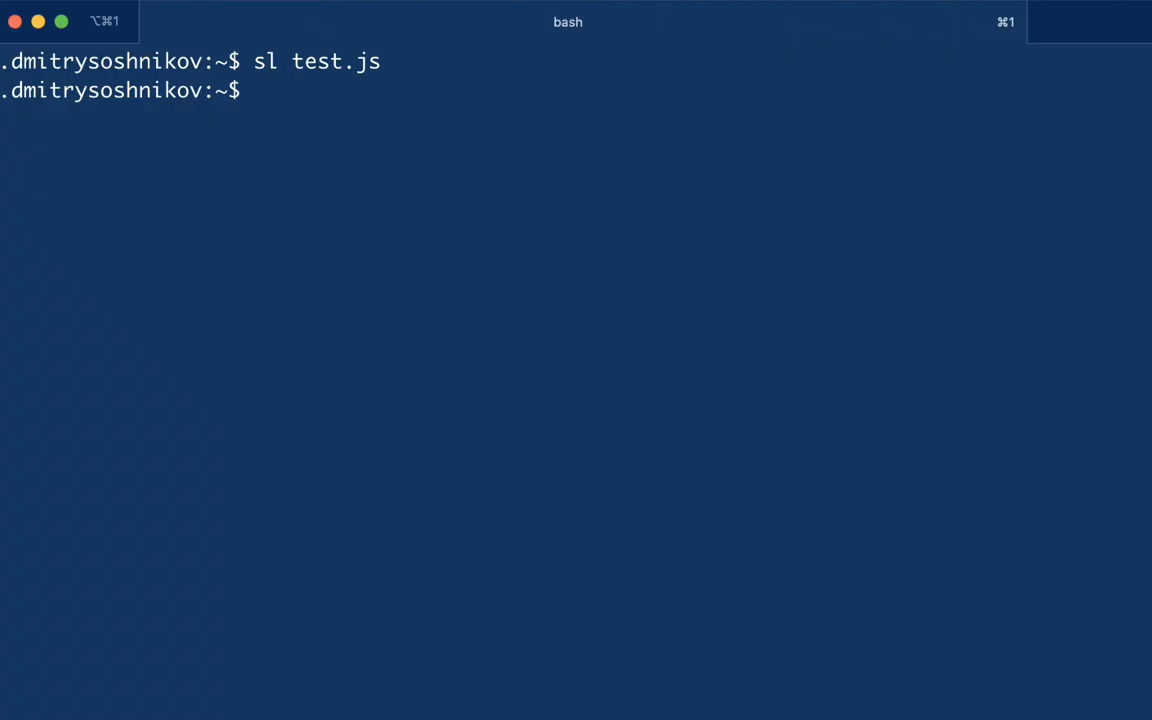 ⌥⌘1 bash ⌘1
.dmitrysoshnikov:~$ sl test.js
.dmitrysoshnikov:~$